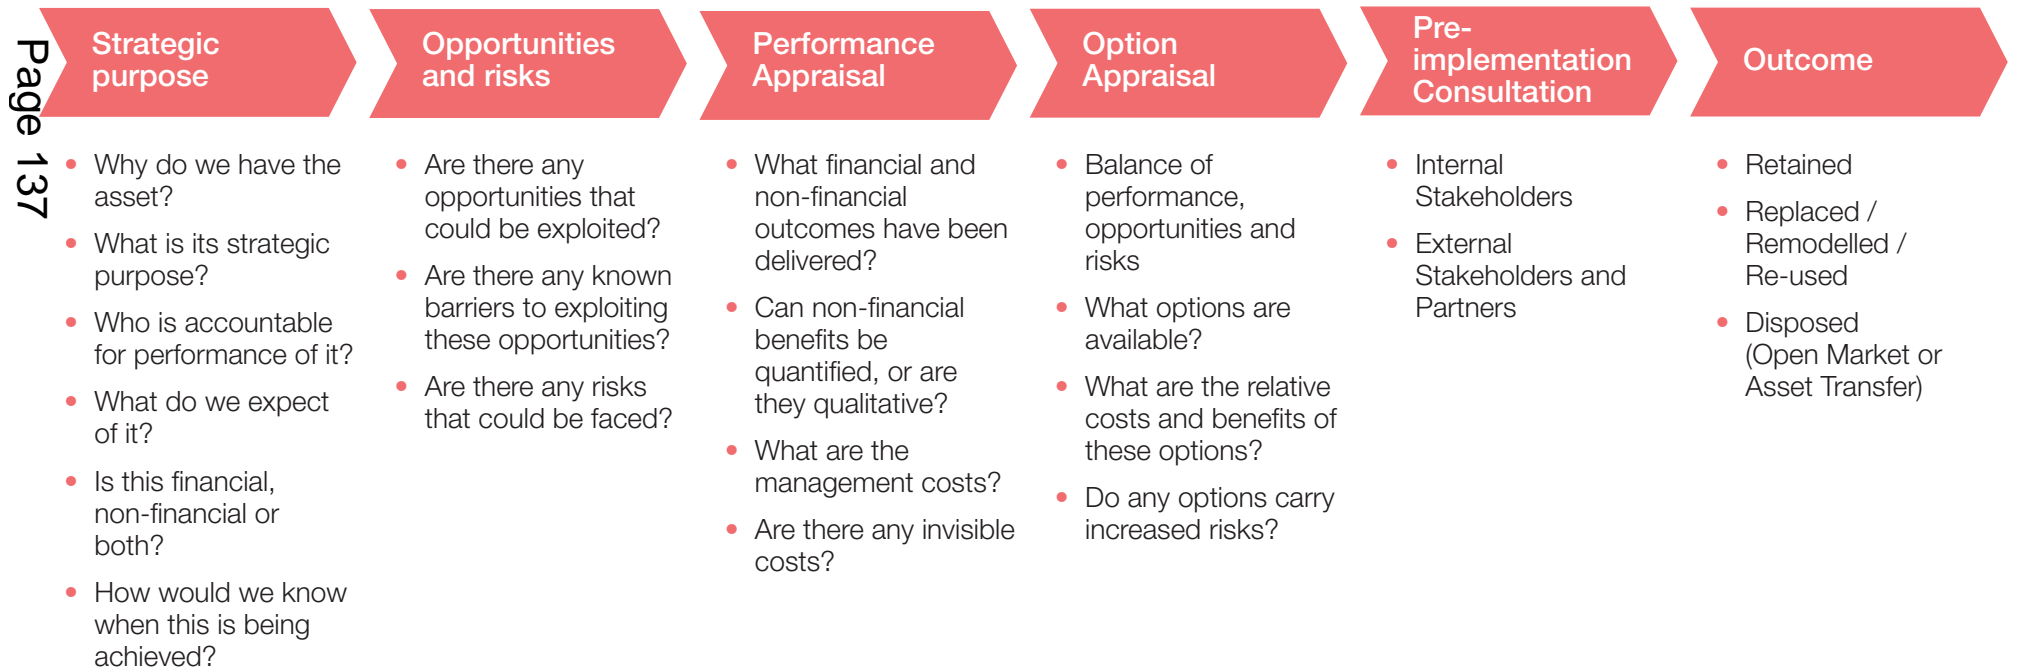 Page 137
Strategic
purpose
• Why do we have the
asset?
• What is its strategic
purpose?
• Who is accountable
for performance of it?
• What do we expect
of it?
• Is this financial,
non-financial or
both?
• How would we know
when this is being
achieved?
Opportunities
and risks
• Are there any
opportunities that
could be exploited?
• Are there any known
barriers to exploiting
these opportunities?
• Are there any risks
that could be faced?
Performance
Appraisal
• What financial and
non-financial
outcomes have been
delivered?
• Can non-financial
benefits be
quantified, or are
they qualitative?
• What are the
management costs?
• Are there any invisible
costs?
Option
Appraisal
• Balance of
performance,
opportunities and
risks
• What options are
available?
• What are the relative
costs and benefits of
these options?
• Do any options carry
increased risks?
Pre-
implementation
Consultation
• Internal
Stakeholders
• External
Stakeholders and
Partners
Outcome
• Retained
• Replaced /
Remodelled /
Re-used
• Disposed
(Open Market or
Asset Transfer)